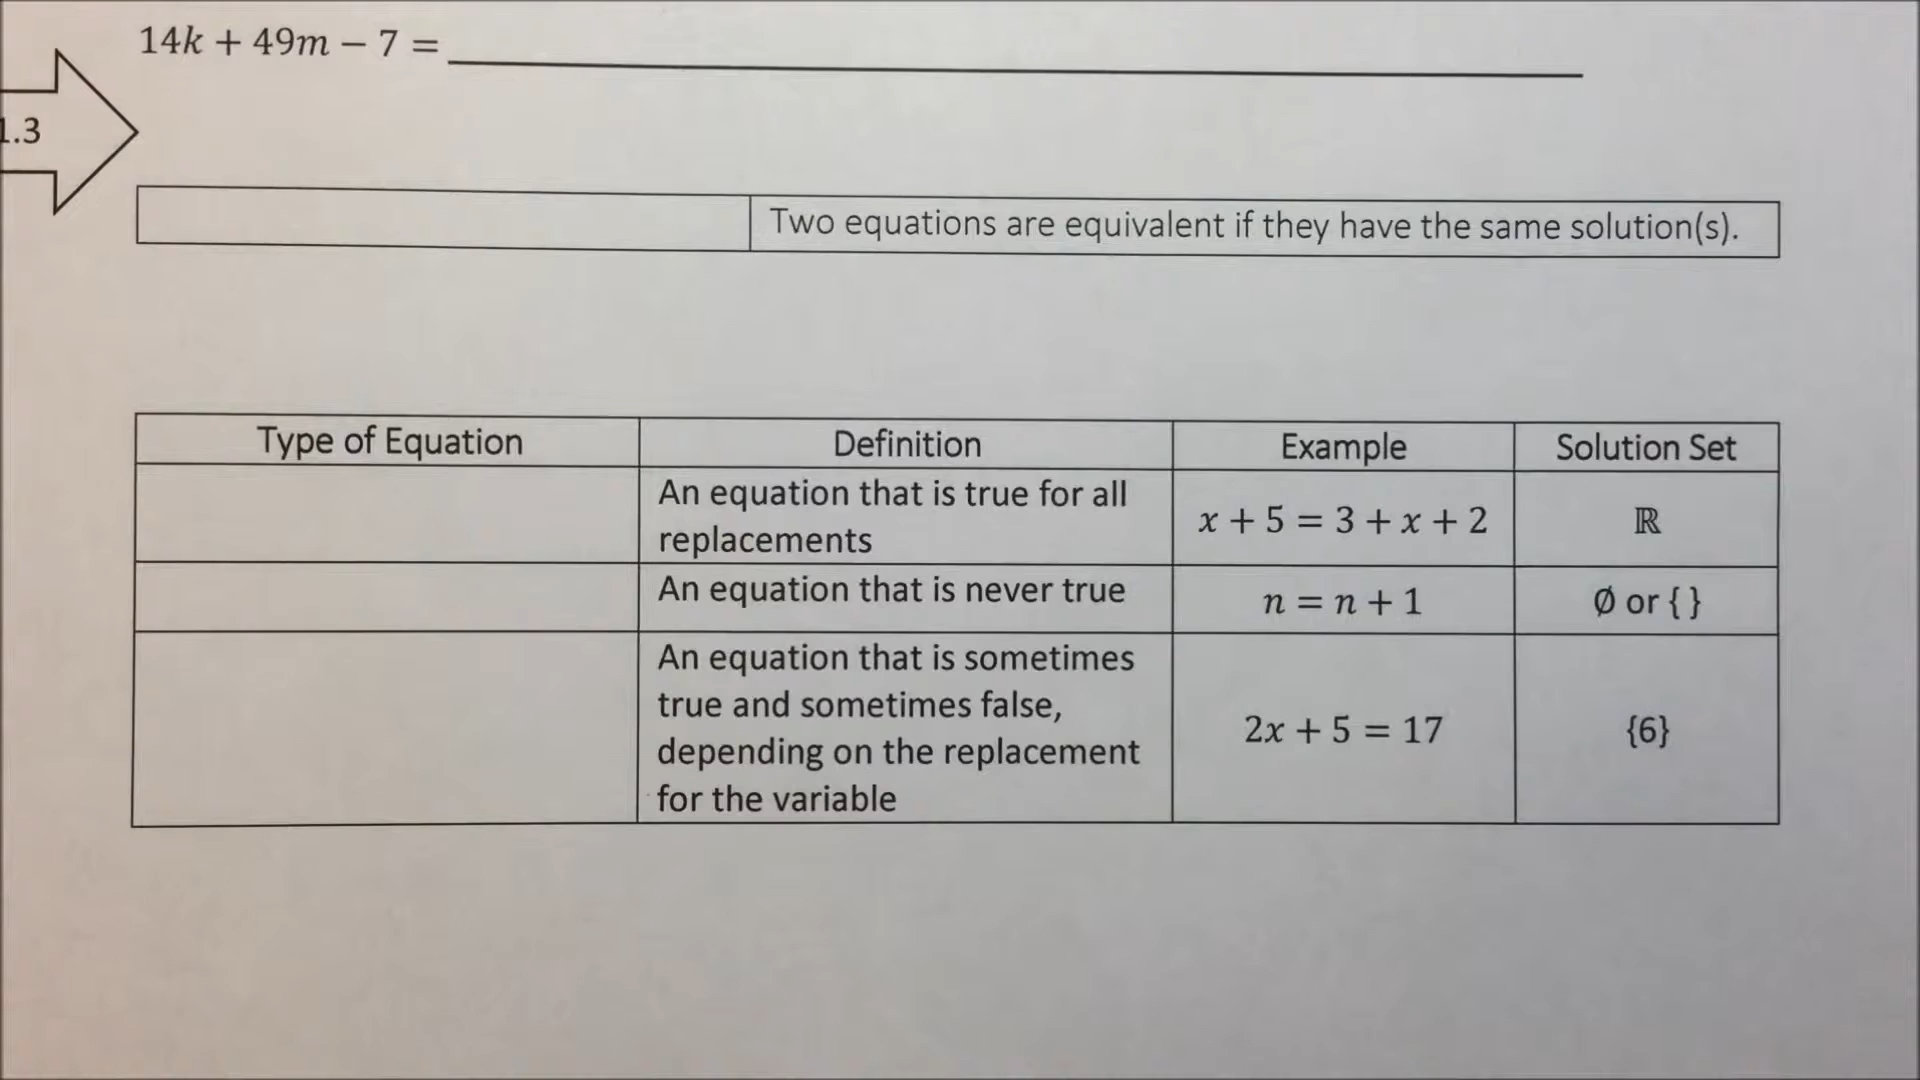 14k + 49m − 7 =
1.3
Two equations are equivalent if they have the same solution(s).
Type of Equation
Definition
Example
Solution Set
An equation that is true for all
replacements
x + 5 = 3 + x + 2
ℝ
An equation that is never true
n = n + 1
∅ or { }
An equation that is sometimes
true and sometimes false,
depending on the replacement
for the variable
2x + 5 = 17
{6}